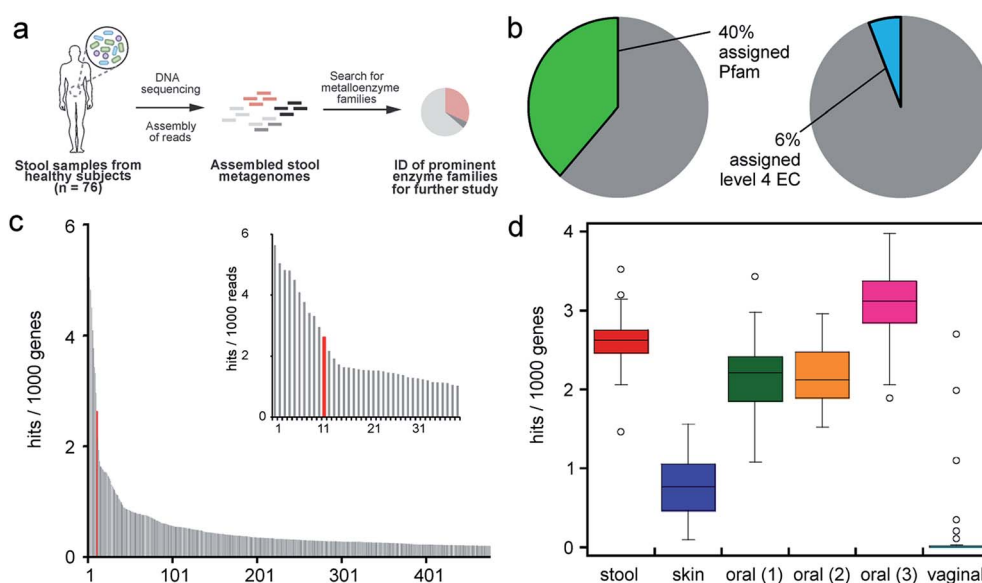 a
DNA
sequencing
Assembly
of reads
Search for
metalloenzyme
families
Stool samples from
healthy subjects
(n = 76)
Assembled stool
metagenomes
ID of prominent
enzyme families
for further study
b
40%
assigned
Pfam
6%
assigned
level 4 EC
c
hits / 1000 genes
6
4
2
0
1
101
201
301
401
hits / 1000 reads
6
4
2
0
1
11
21
31
d
hits / 1000 genes
4
3
2
1
0
stool
skin
oral (1)
oral (2)
oral (3)
vaginal